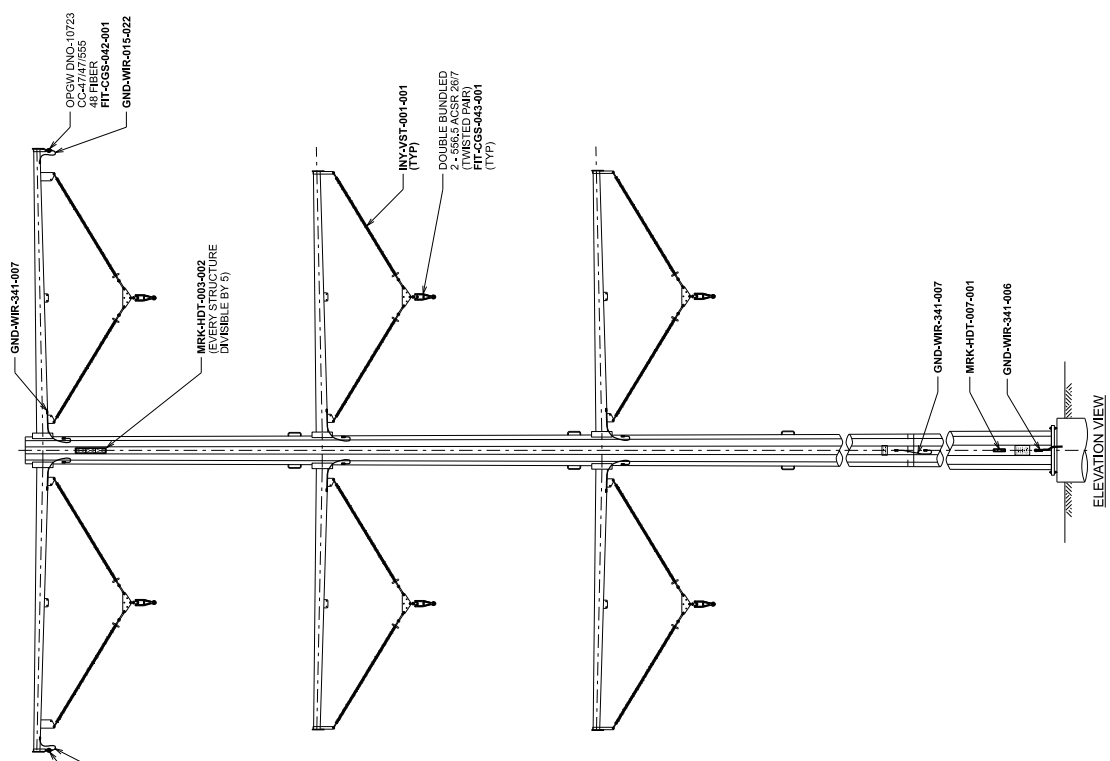 OPGW DNO-10723
CC-47/47/555
48 FIBER
FIT-CGS-042-001
GND-WIR-015-022
GND-WIR-341-007
MRK-HDT-003-002
(EVERY STRUCTURE
DIVISIBLE BY 5)
INY-VST-001-001
(TYP)
DOUBLE BUNDLED
2 - 556.5 ACSR 26/7
(TWISTED PAIR)
FIT-CGS-043-001
(TYP)
GND-WIR-341-007
MRK-HDT-007-001
GND-WIR-341-006
ELEVATION VIEW